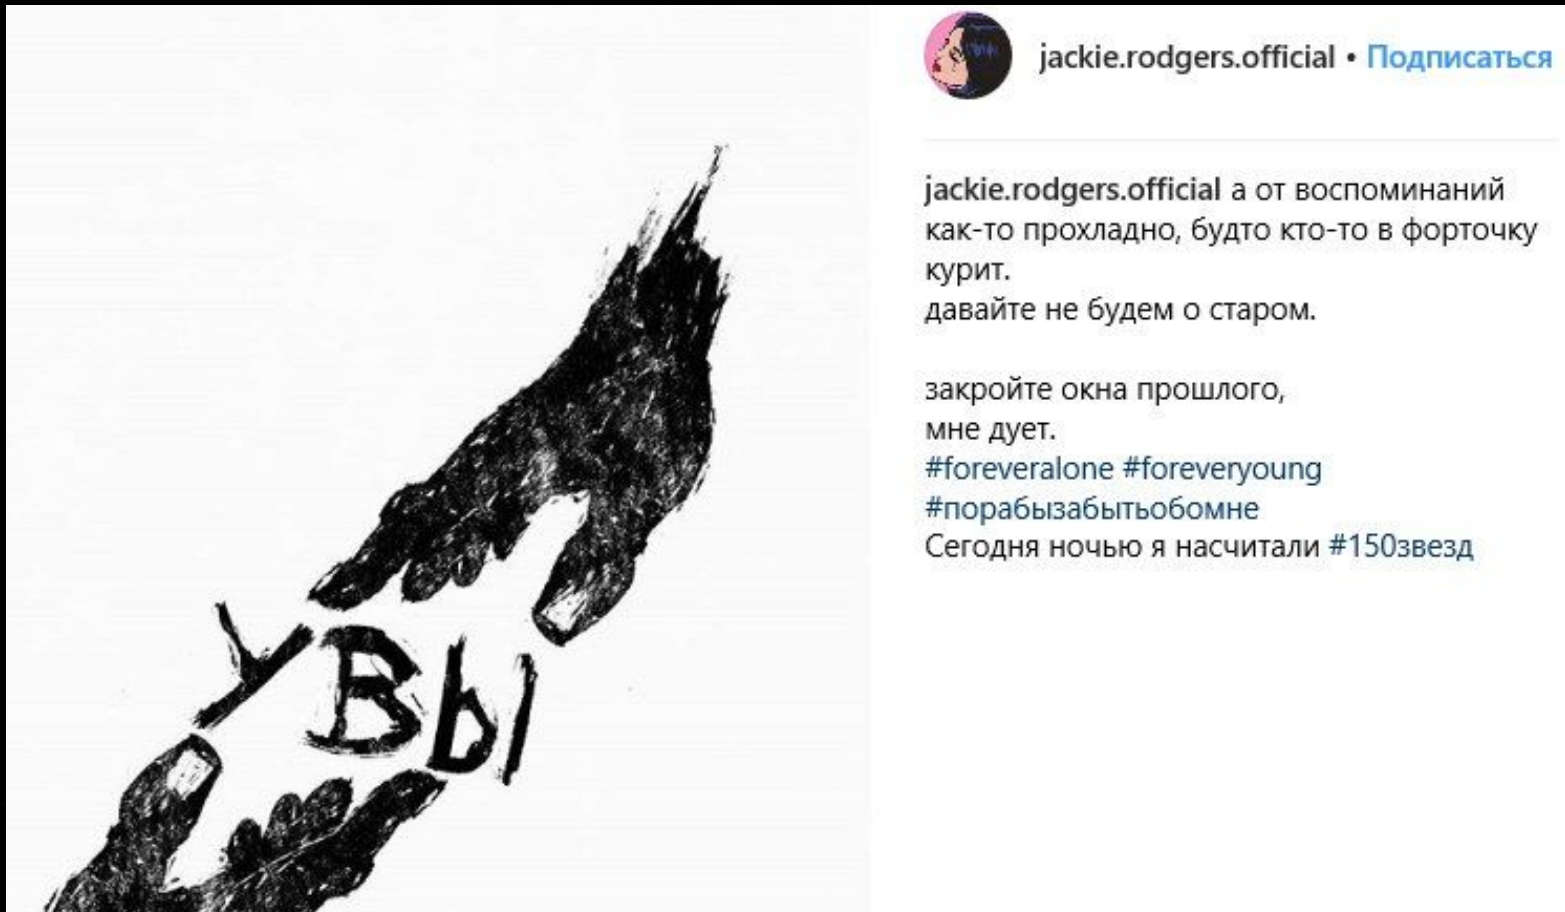 увы
jackie.rodgers.official • Подписаться
jackie.rodgers.official а от воспоминаний
как-то прохладно, будто кто-то в форточку
курит.
давайте не будем о старом.
закройте окна прошлого,
мне дует.
#foreveralone #foreveryoung
#порабызабытьобомне
Сегодня ночью я насчитали #150звезд